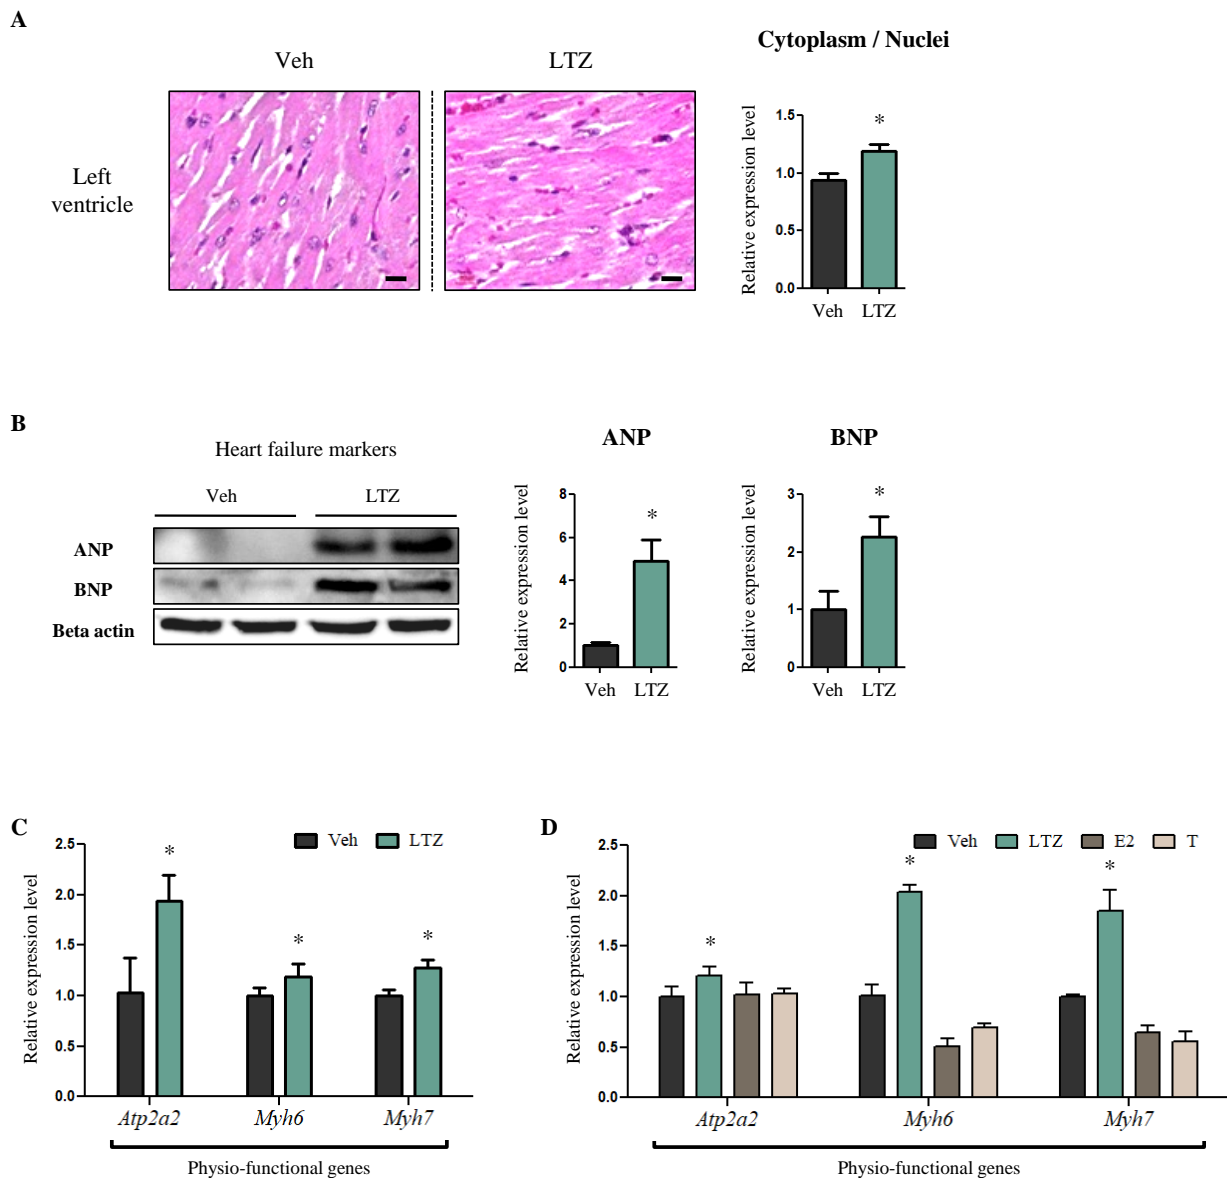 A
Cytoplasm / Nuclei
Veh
LTZ
Left
ventricle
Relative expression level
1.5
1.0
0.5
0.0
*
Veh LTZ
B
Heart failure markers
Veh
LTZ
ANP
BNP
Beta actin
ANP
Relative expression level
8
6
4
2
0
*
Veh LTZ
BNP
Relative expression level
3
2
1
0
*
Veh LTZ
C
Veh LTZ
Relative expression level
2.5
2.0
1.5
1.0
0.5
0.0
*
*
*
Atp2a2 Myh6 Myh7
Physio-functional genes
D
Veh LTZ E2 T
Relative expression level
2.5
2.0
1.5
1.0
0.5
0.0
*
*
*
Atp2a2 Myh6 Myh7
Physio-functional genes